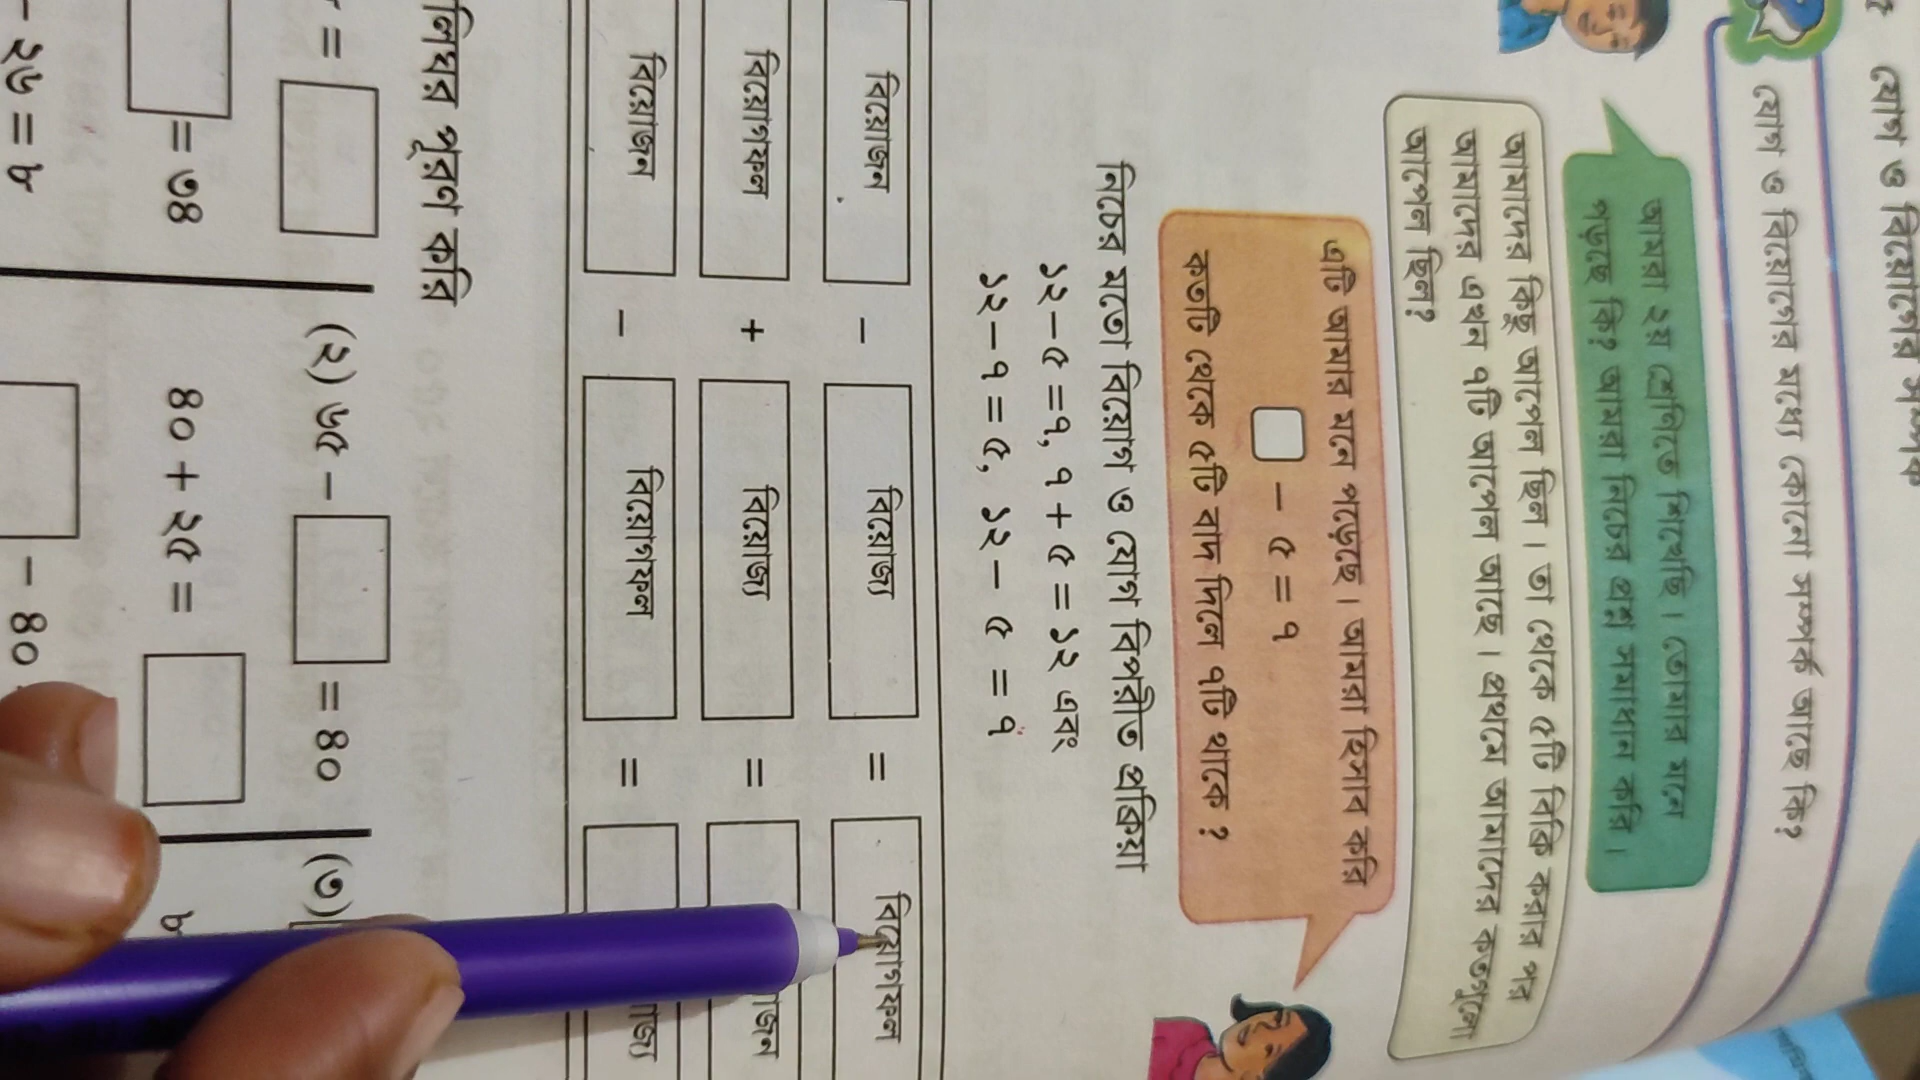 যোগ ও বিয়োগের সম্পর্ক
যোগ ও বিয়োগের মধ্যে কোনো সম্পর্ক আছে কি?
আমরা ২য় শ্রেণিতে শিখেছি। তোমার মনে
পড়ছে কি? আমরা নিচের প্রশ্ন সমাধান করি।
আমাদের কিছু আপেল ছিল। তা থেকে ৫টি বিক্রি করার পর
আমাদের এখন ৭টি আপেল আছে। প্রথমে আমাদের কতগুলো
আপেল ছিল?
এটি আমার মনে পড়েছে। আমরা হিসাব করি
□ − ৫ = ৭
কতটি থেকে ৫টি বাদ দিলে ৭টি থাকে?
নিচের মতো বিয়োগ ও যোগ বিপরীত প্রক্রিয়া
১২ − ৫ = ৭, ৭ + ৫ = ১২ এবং
১২ − ৭ = ৫, ১২ − ৫ = ৭
বিয়োজন − বিয়োজ্য = বিয়োগফল
বিয়োগফল + বিয়োজ্য =
বিয়োজন − বিয়োগফল =
পূরণ করি
= □ (২) ৬৫ − □ = ৪০ (৩)
□ = ৩৪ ৪০ + ২৫ = □
− ২৬ = ৮ □ − ৪০